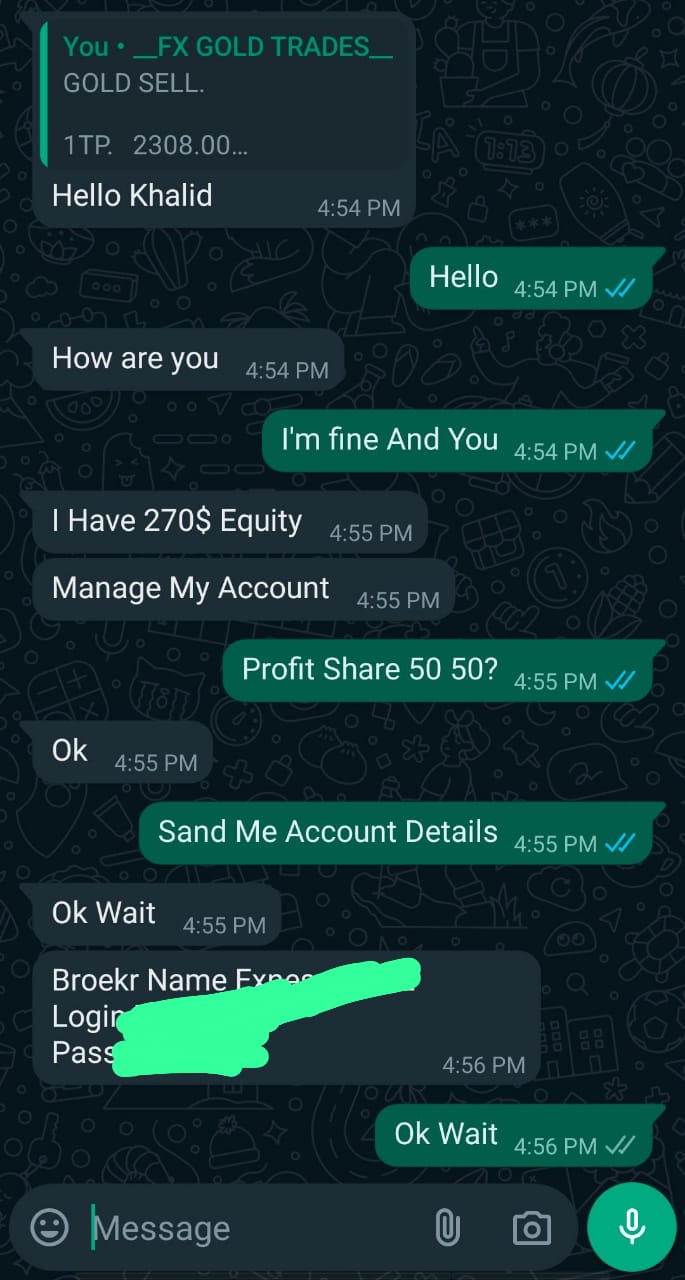 You • __FX GOLD TRADES__
GOLD SELL.
1TP. 2308.00...
Hello Khalid
4:54 PM
Hello
4:54 PM
How are you
4:54 PM
I'm fine And You
4:54 PM
I Have 270$ Equity
4:55 PM
Manage My Account
4:55 PM
Profit Share 50 50?
4:55 PM
Ok
4:55 PM
Sand Me Account Details
4:55 PM
Ok Wait
4:55 PM
Broekr Name
Login
Pass
4:56 PM
Ok Wait
4:56 PM
Message